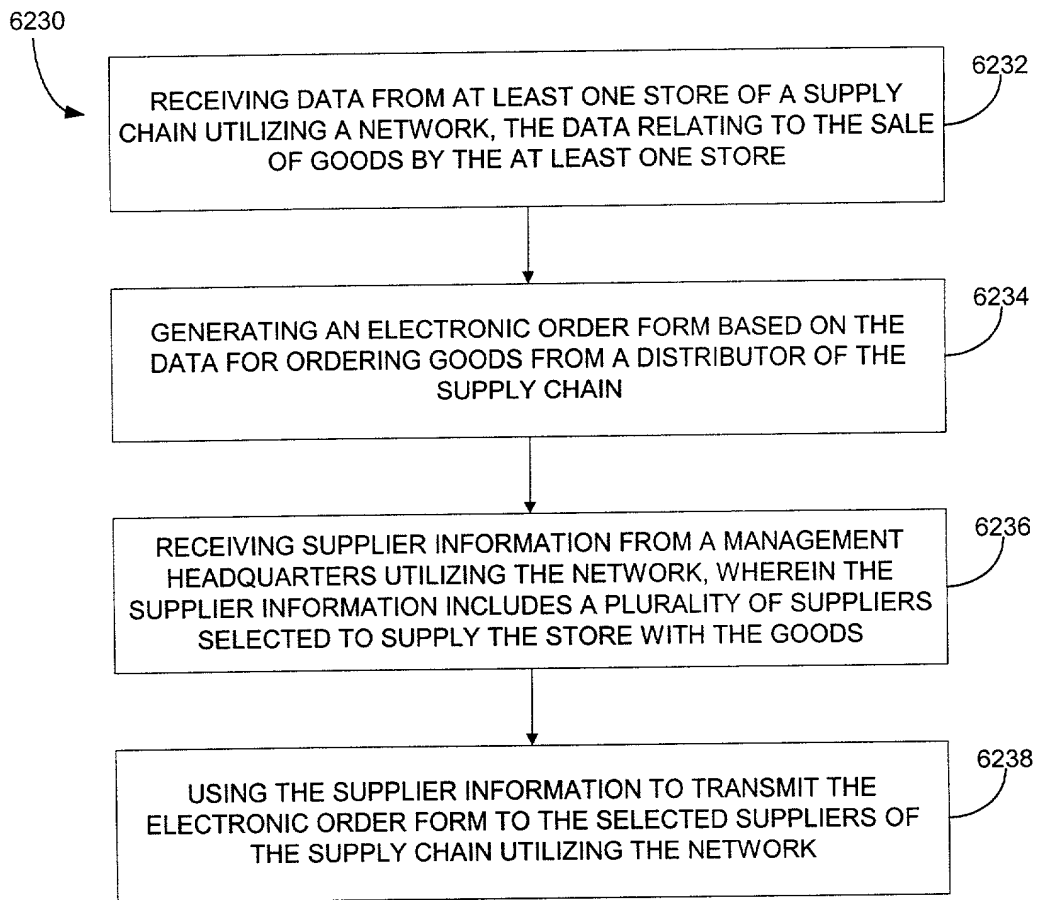 6230
6232
RECEIVING DATA FROM AT LEAST ONE STORE OF A SUPPLY
CHAIN UTILIZING A NETWORK, THE DATA RELATING TO THE SALE
OF GOODS BY THE AT LEAST ONE STORE
6234
GENERATING AN ELECTRONIC ORDER FORM BASED ON THE
DATA FOR ORDERING GOODS FROM A DISTRIBUTOR OF THE
SUPPLY CHAIN
6236
RECEIVING SUPPLIER INFORMATION FROM A MANAGEMENT
HEADQUARTERS UTILIZING THE NETWORK, WHEREIN THE
SUPPLIER INFORMATION INCLUDES A PLURALITY OF SUPPLIERS
SELECTED TO SUPPLY THE STORE WITH THE GOODS
6238
USING THE SUPPLIER INFORMATION TO TRANSMIT THE
ELECTRONIC ORDER FORM TO THE SELECTED SUPPLIERS OF
THE SUPPLY CHAIN UTILIZING THE NETWORK